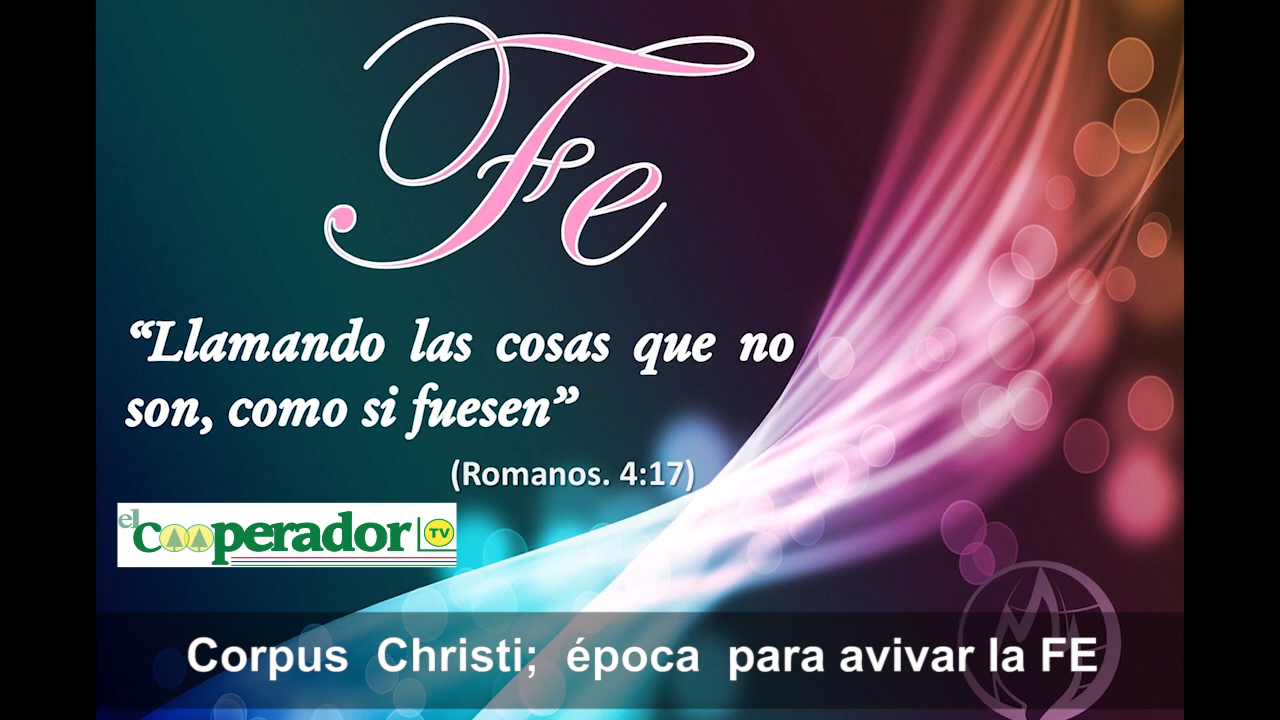 Fe
“Llamando las cosas que no
son, como si fuesen”
(Romanos. 4:17)
el cooperador TV
Corpus Christi; época para avivar la FE